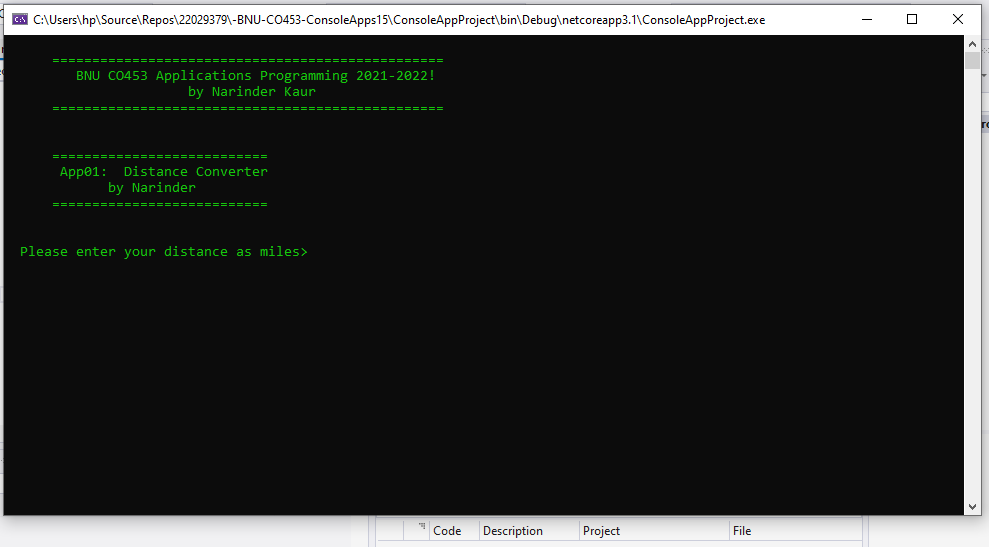 C:\Users\hp\Source\Repos\22029379\-BNU-CO453-ConsoleApps15\ConsoleAppProject\bin\Debug\netcoreapp3.1\ConsoleAppProject.exe
=================================================
BNU CO453 Applications Programming 2021-2022!
by Narinder Kaur
=================================================
===========================
App01:  Distance Converter
by Narinder
===========================
Please enter your distance as miles>
Code Description Project File